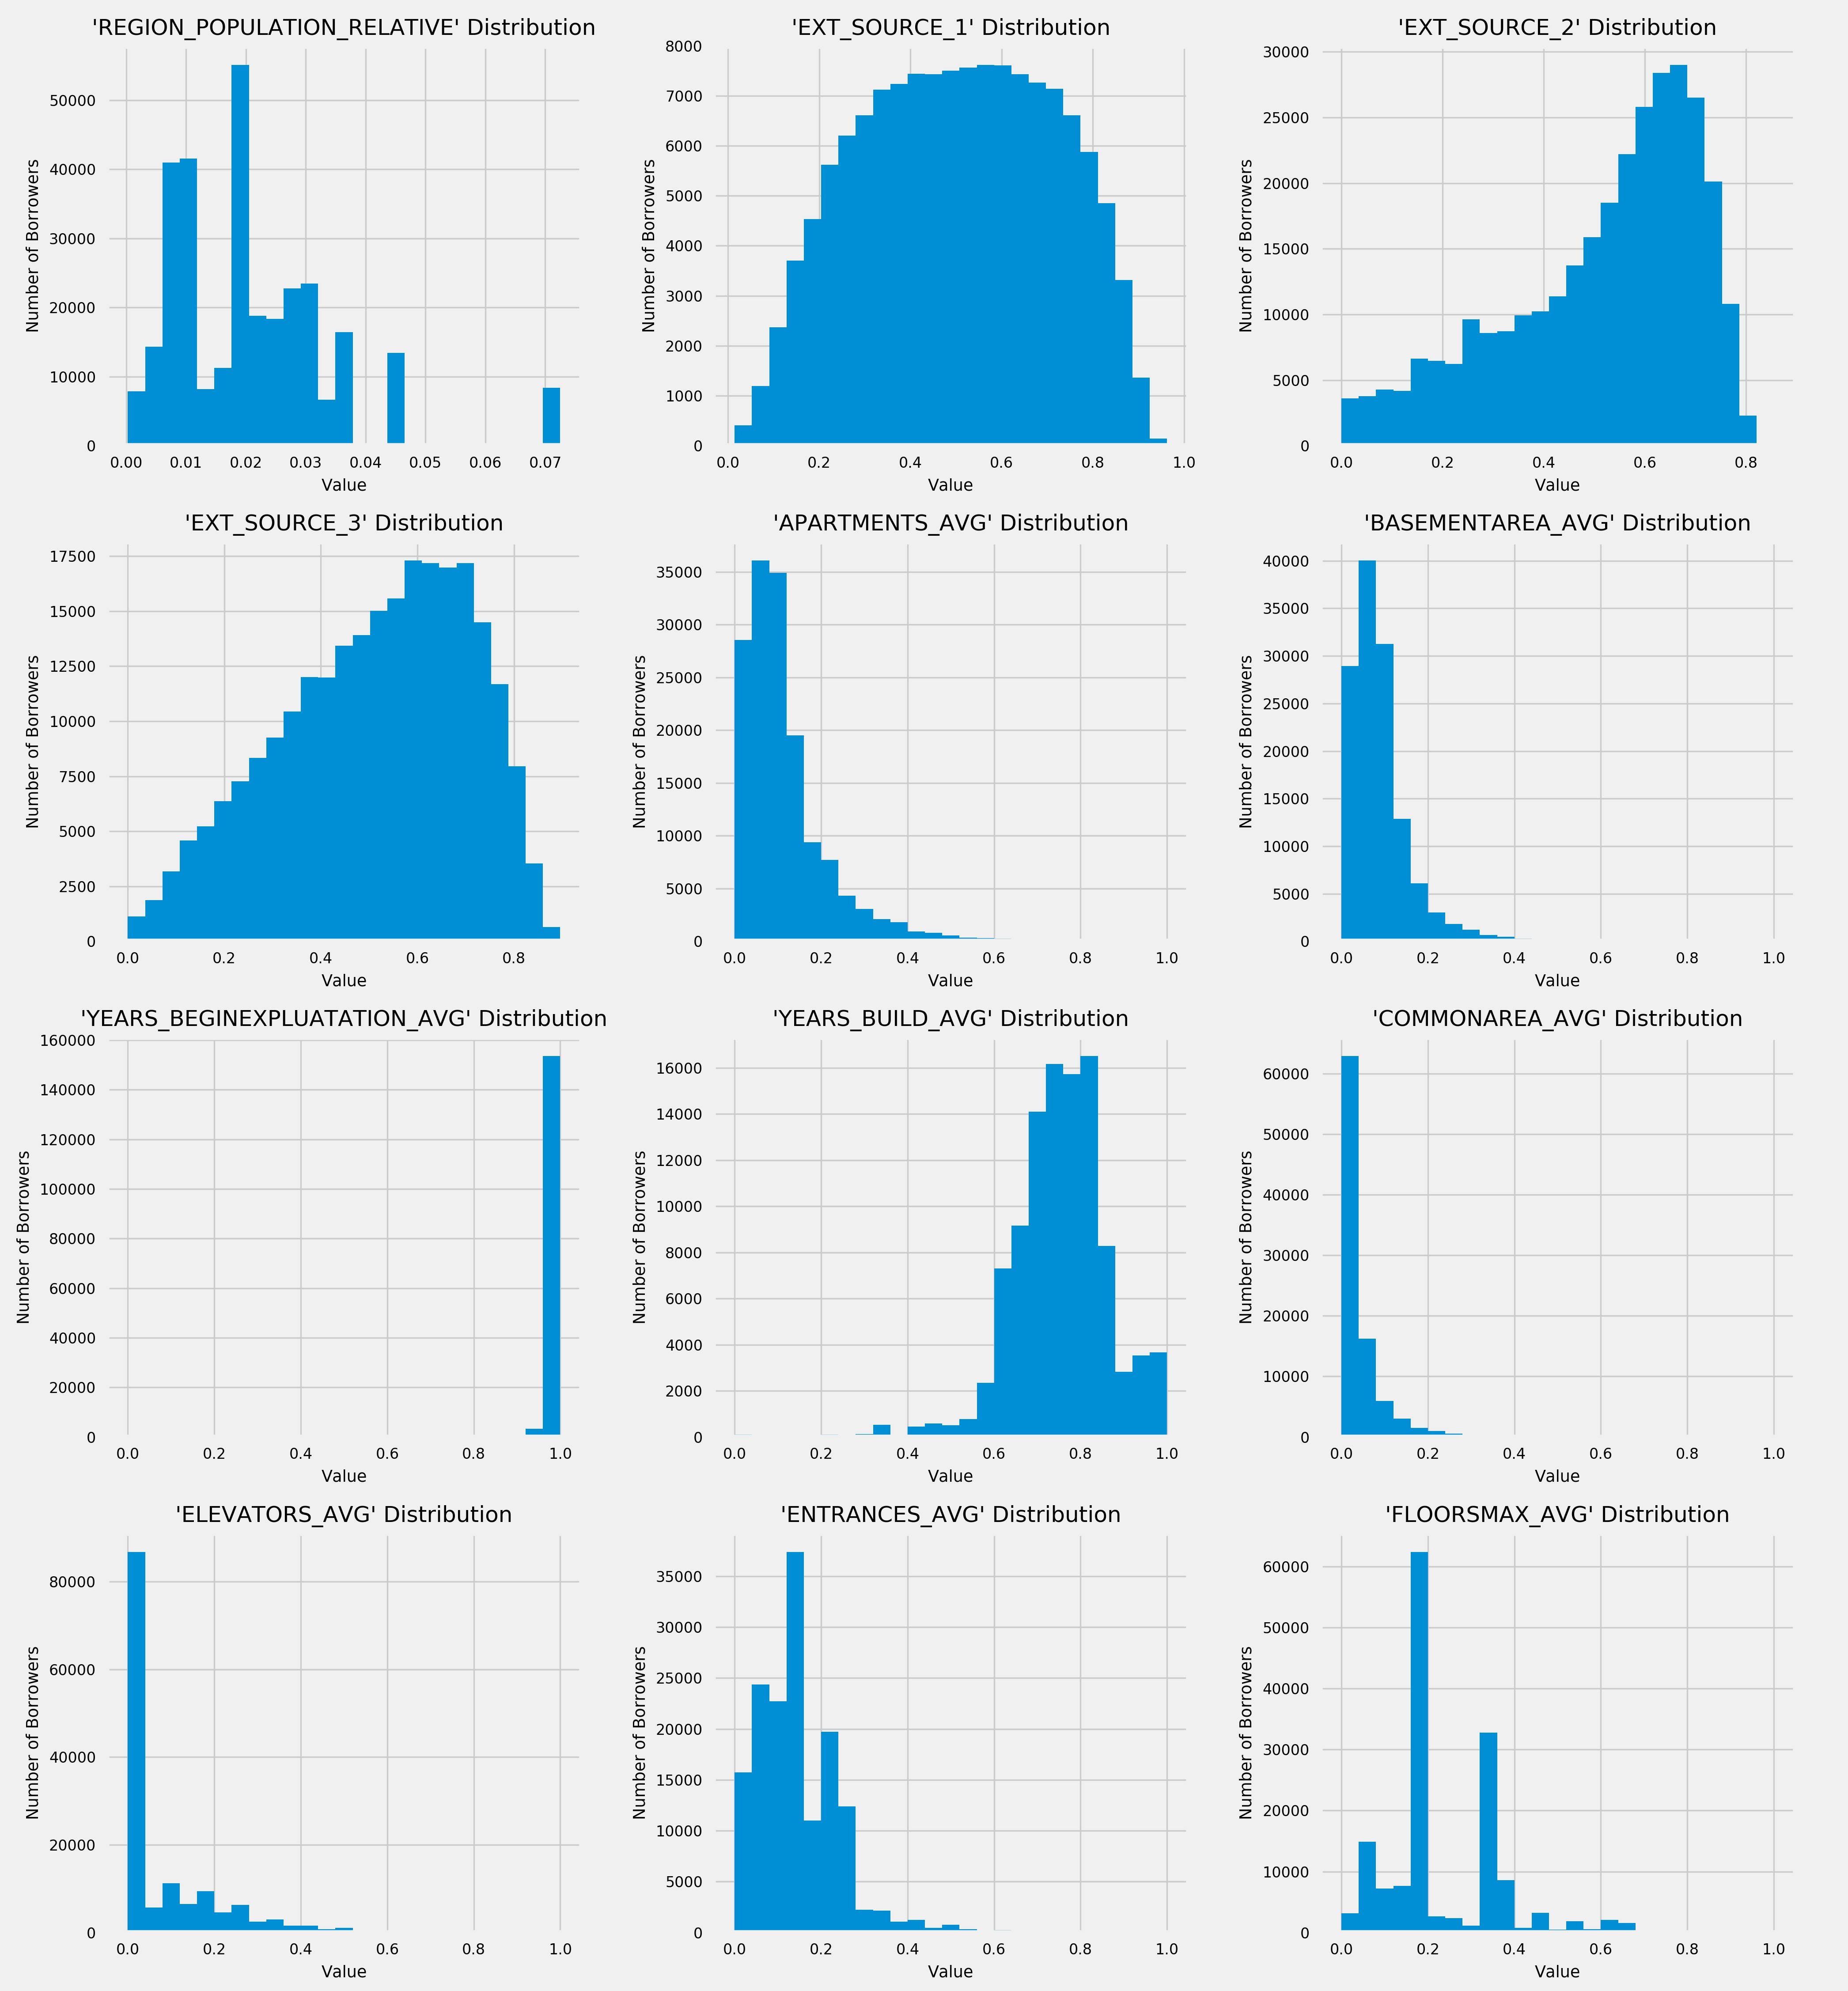 'REGION_POPULATION_RELATIVE' Distribution
Number of Borrowers
50000
40000
30000
20000
10000
0
0.00 0.01 0.02 0.03 0.04 0.05 0.06 0.07
Value
'EXT_SOURCE_1' Distribution
Number of Borrowers
8000
7000
6000
5000
4000
3000
2000
1000
0
0.0 0.2 0.4 0.6 0.8 1.0
Value
'EXT_SOURCE_2' Distribution
Number of Borrowers
30000
25000
20000
15000
10000
5000
0
0.0 0.2 0.4 0.6 0.8
Value
'EXT_SOURCE_3' Distribution
Number of Borrowers
17500
15000
12500
10000
7500
5000
2500
0
0.0 0.2 0.4 0.6 0.8
Value
'APARTMENTS_AVG' Distribution
Number of Borrowers
35000
30000
25000
20000
15000
10000
5000
0
0.0 0.2 0.4 0.6 0.8 1.0
Value
'BASEMENTAREA_AVG' Distribution
Number of Borrowers
40000
35000
30000
25000
20000
15000
10000
5000
0
0.0 0.2 0.4 0.6 0.8 1.0
Value
'YEARS_BEGINEXPLUATATION_AVG' Distribution
Number of Borrowers
160000
140000
120000
100000
80000
60000
40000
20000
0
0.0 0.2 0.4 0.6 0.8 1.0
Value
'YEARS_BUILD_AVG' Distribution
Number of Borrowers
16000
14000
12000
10000
8000
6000
4000
2000
0
0.0 0.2 0.4 0.6 0.8 1.0
Value
'COMMONAREA_AVG' Distribution
Number of Borrowers
60000
50000
40000
30000
20000
10000
0
0.0 0.2 0.4 0.6 0.8 1.0
Value
'ELEVATORS_AVG' Distribution
Number of Borrowers
80000
60000
40000
20000
0
0.0 0.2 0.4 0.6 0.8 1.0
Value
'ENTRANCES_AVG' Distribution
Number of Borrowers
35000
30000
25000
20000
15000
10000
5000
0
0.0 0.2 0.4 0.6 0.8 1.0
Value
'FLOORSMAX_AVG' Distribution
Number of Borrowers
60000
50000
40000
30000
20000
10000
0
0.0 0.2 0.4 0.6 0.8 1.0
Value